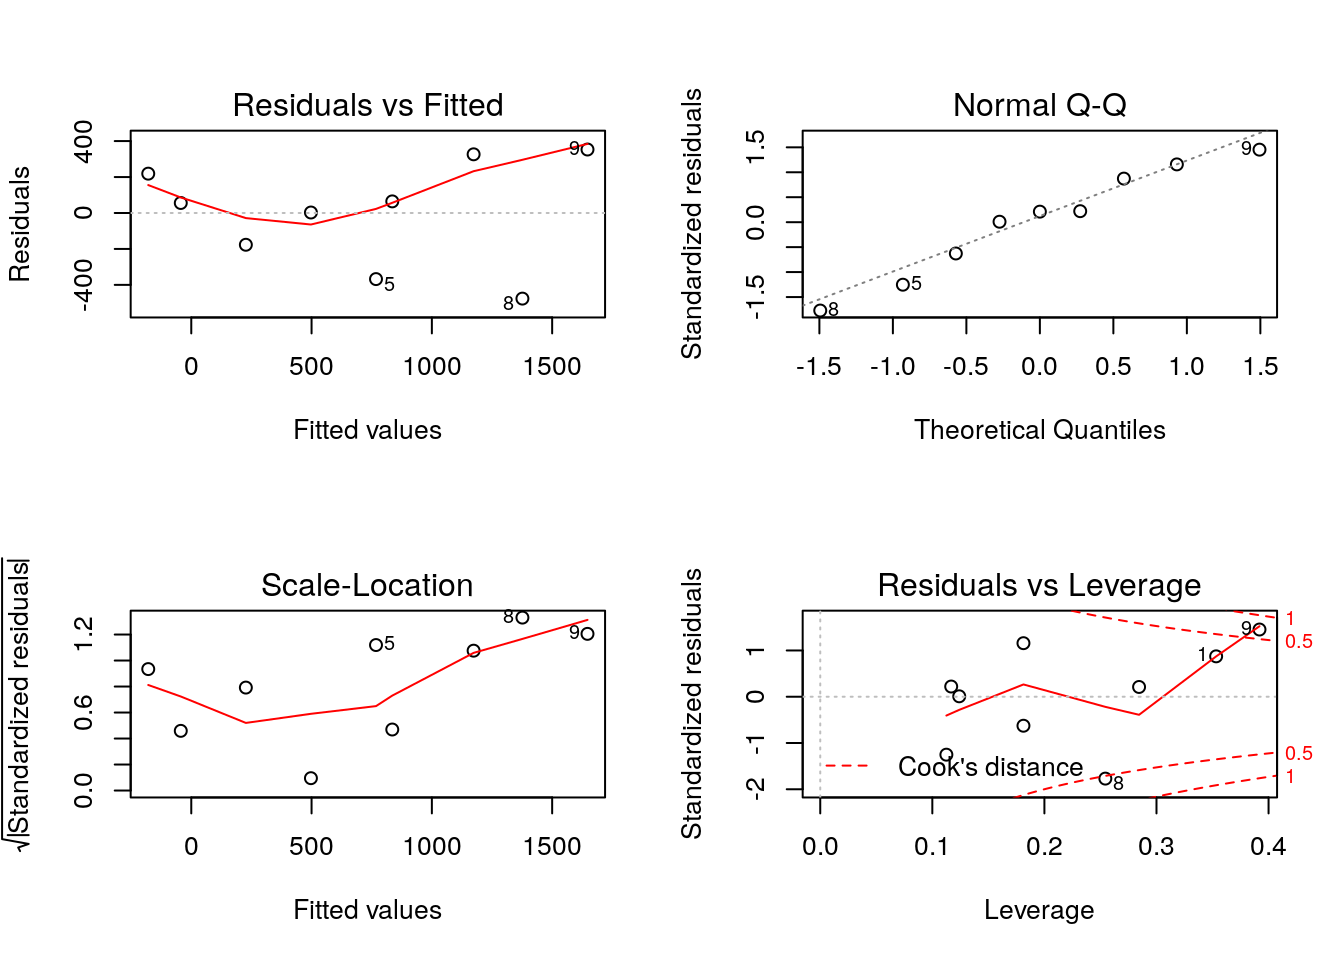 Residuals vs Fitted
Residuals
400
0
-400
9
5
8
0 500 1000 1500
Fitted values
Normal Q-Q
Standardized residuals
1.5
0.0
-1.5
9
5
8
-1.5 -1.0 -0.5 0.0 0.5 1.0 1.5
Theoretical Quantiles
Scale-Location
√|Standardized residuals|
1.2
0.6
0.0
8
5
9
0 500 1000 1500
Fitted values
Residuals vs Leverage
Standardized residuals
1
0
-1
-2
1
0.5
0.5
1
9
1
Cook's distance
8
0.0 0.1 0.2 0.3 0.4
Leverage